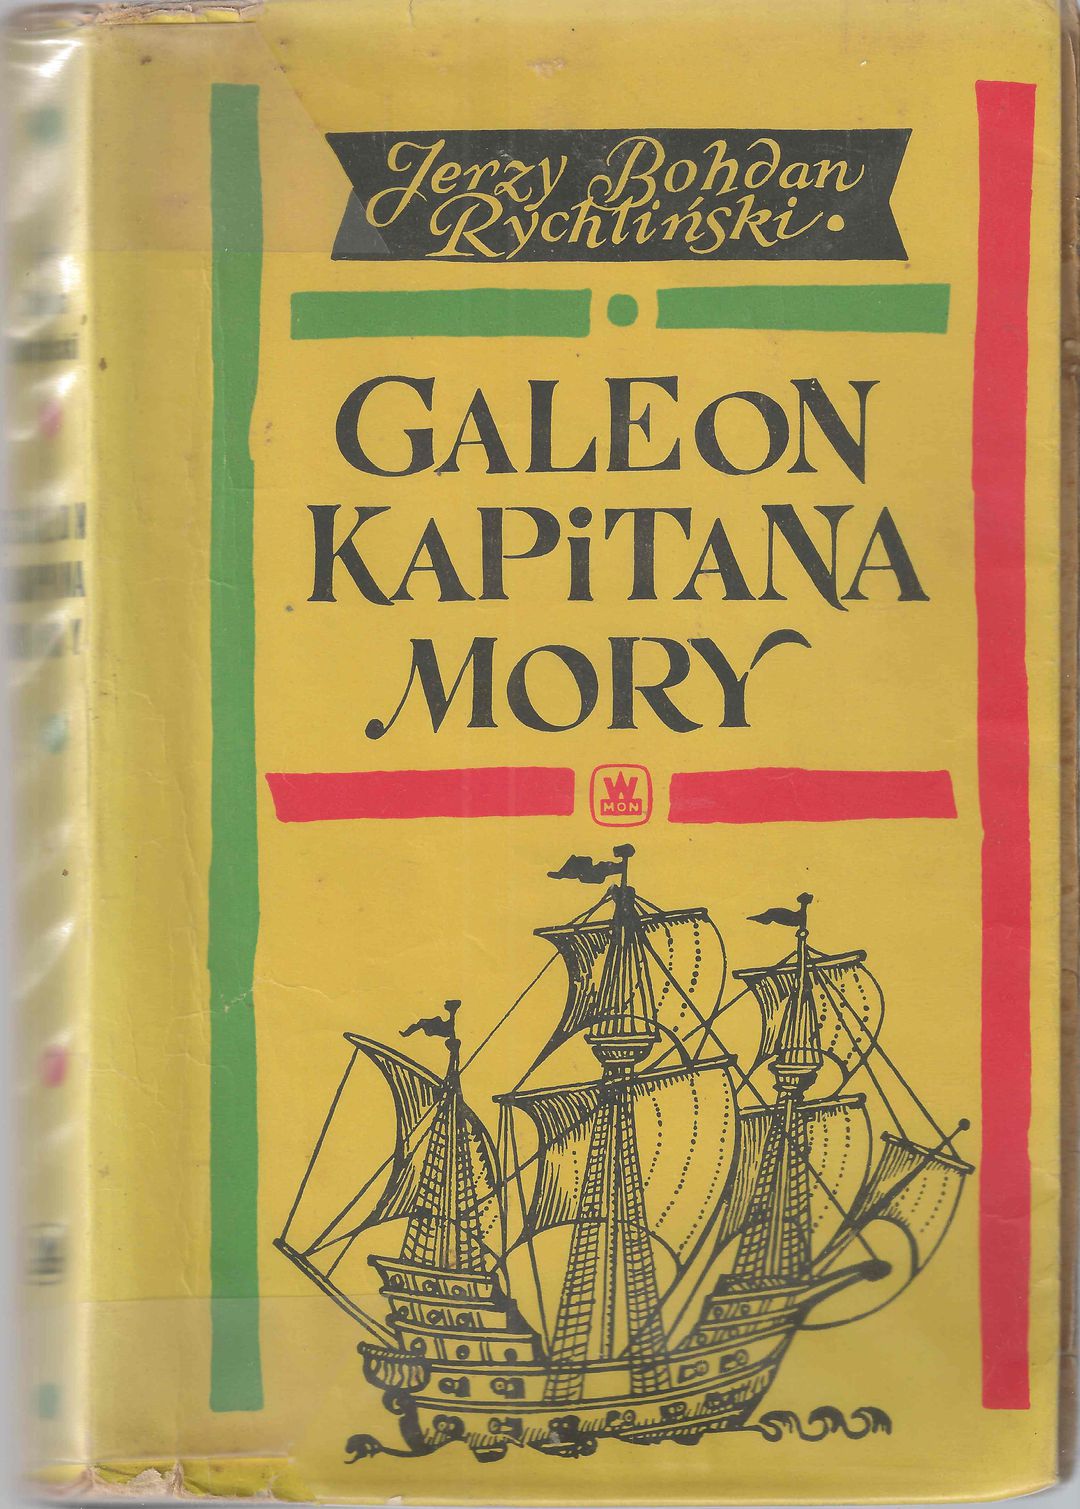 Jerzy Bohdan
Rychliński.
GALEON
KAPiTANA
MORY
W
MON